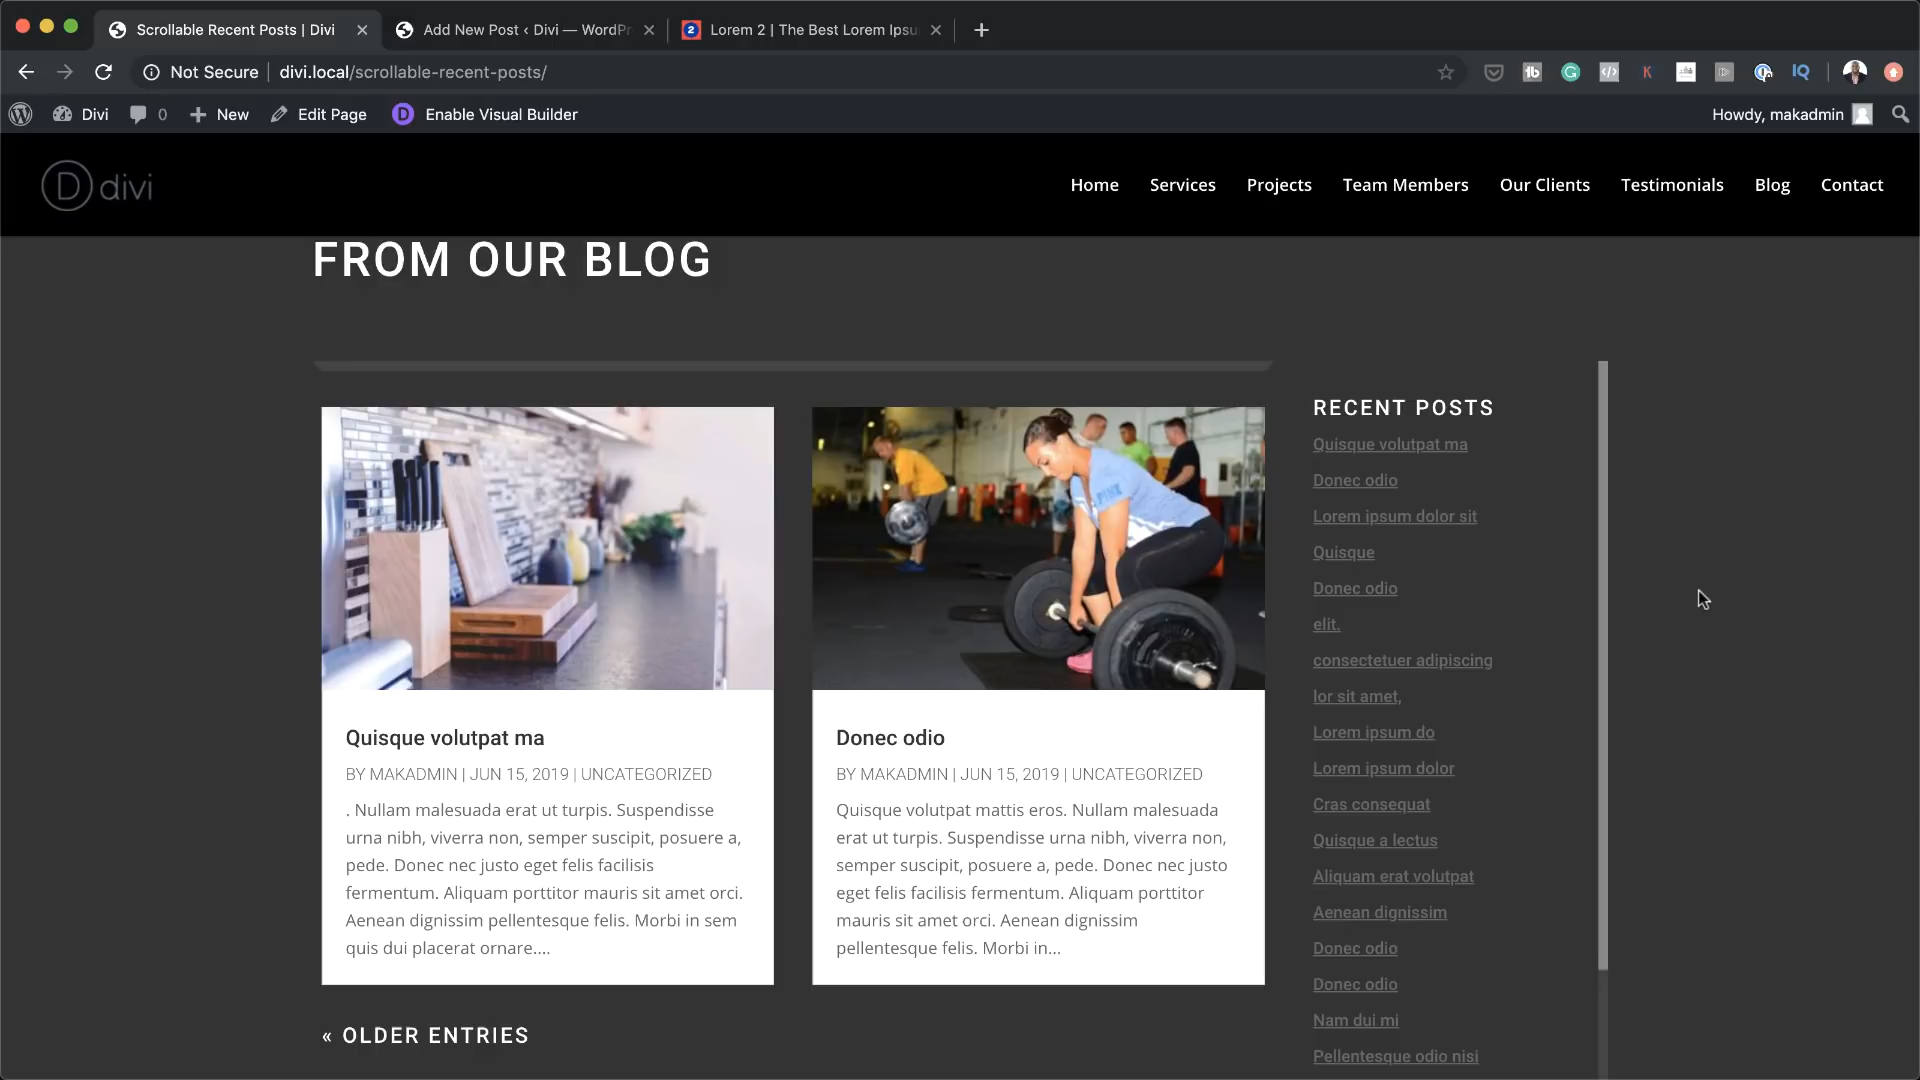 Scrollable Recent Posts | Divi
Add New Post ‹ Divi — WordPr
2 Lorem 2 | The Best Lorem Ipsu
Not Secure | divi.local/scrollable-recent-posts/
Divi 0 New Edit Page D Enable Visual Builder Howdy, makadmin
D divi Home Services Projects Team Members Our Clients Testimonials Blog Contact
FROM OUR BLOG
Quisque volutpat ma
BY MAKADMIN | JUN 15, 2019 | UNCATEGORIZED
. Nullam malesuada erat ut turpis. Suspendisse
urna nibh, viverra non, semper suscipit, posuere a,
pede. Donec nec justo eget felis facilisis
fermentum. Aliquam porttitor mauris sit amet orci.
Aenean dignissim pellentesque felis. Morbi in sem
quis dui placerat ornare....
PINK
Donec odio
BY MAKADMIN | JUN 15, 2019 | UNCATEGORIZED
Quisque volutpat mattis eros. Nullam malesuada
erat ut turpis. Suspendisse urna nibh, viverra non,
semper suscipit, posuere a, pede. Donec nec justo
eget felis facilisis fermentum. Aliquam porttitor
mauris sit amet orci. Aenean dignissim
pellentesque felis. Morbi in...
« OLDER ENTRIES
RECENT POSTS
Quisque volutpat ma
Donec odio
Lorem ipsum dolor sit
Quisque
Donec odio
elit.
consectetuer adipiscing
lor sit amet,
Lorem ipsum do
Lorem ipsum dolor
Cras consequat
Quisque a lectus
Aliquam erat volutpat
Aenean dignissim
Donec odio
Donec odio
Nam dui mi
Pellentesque odio nisi